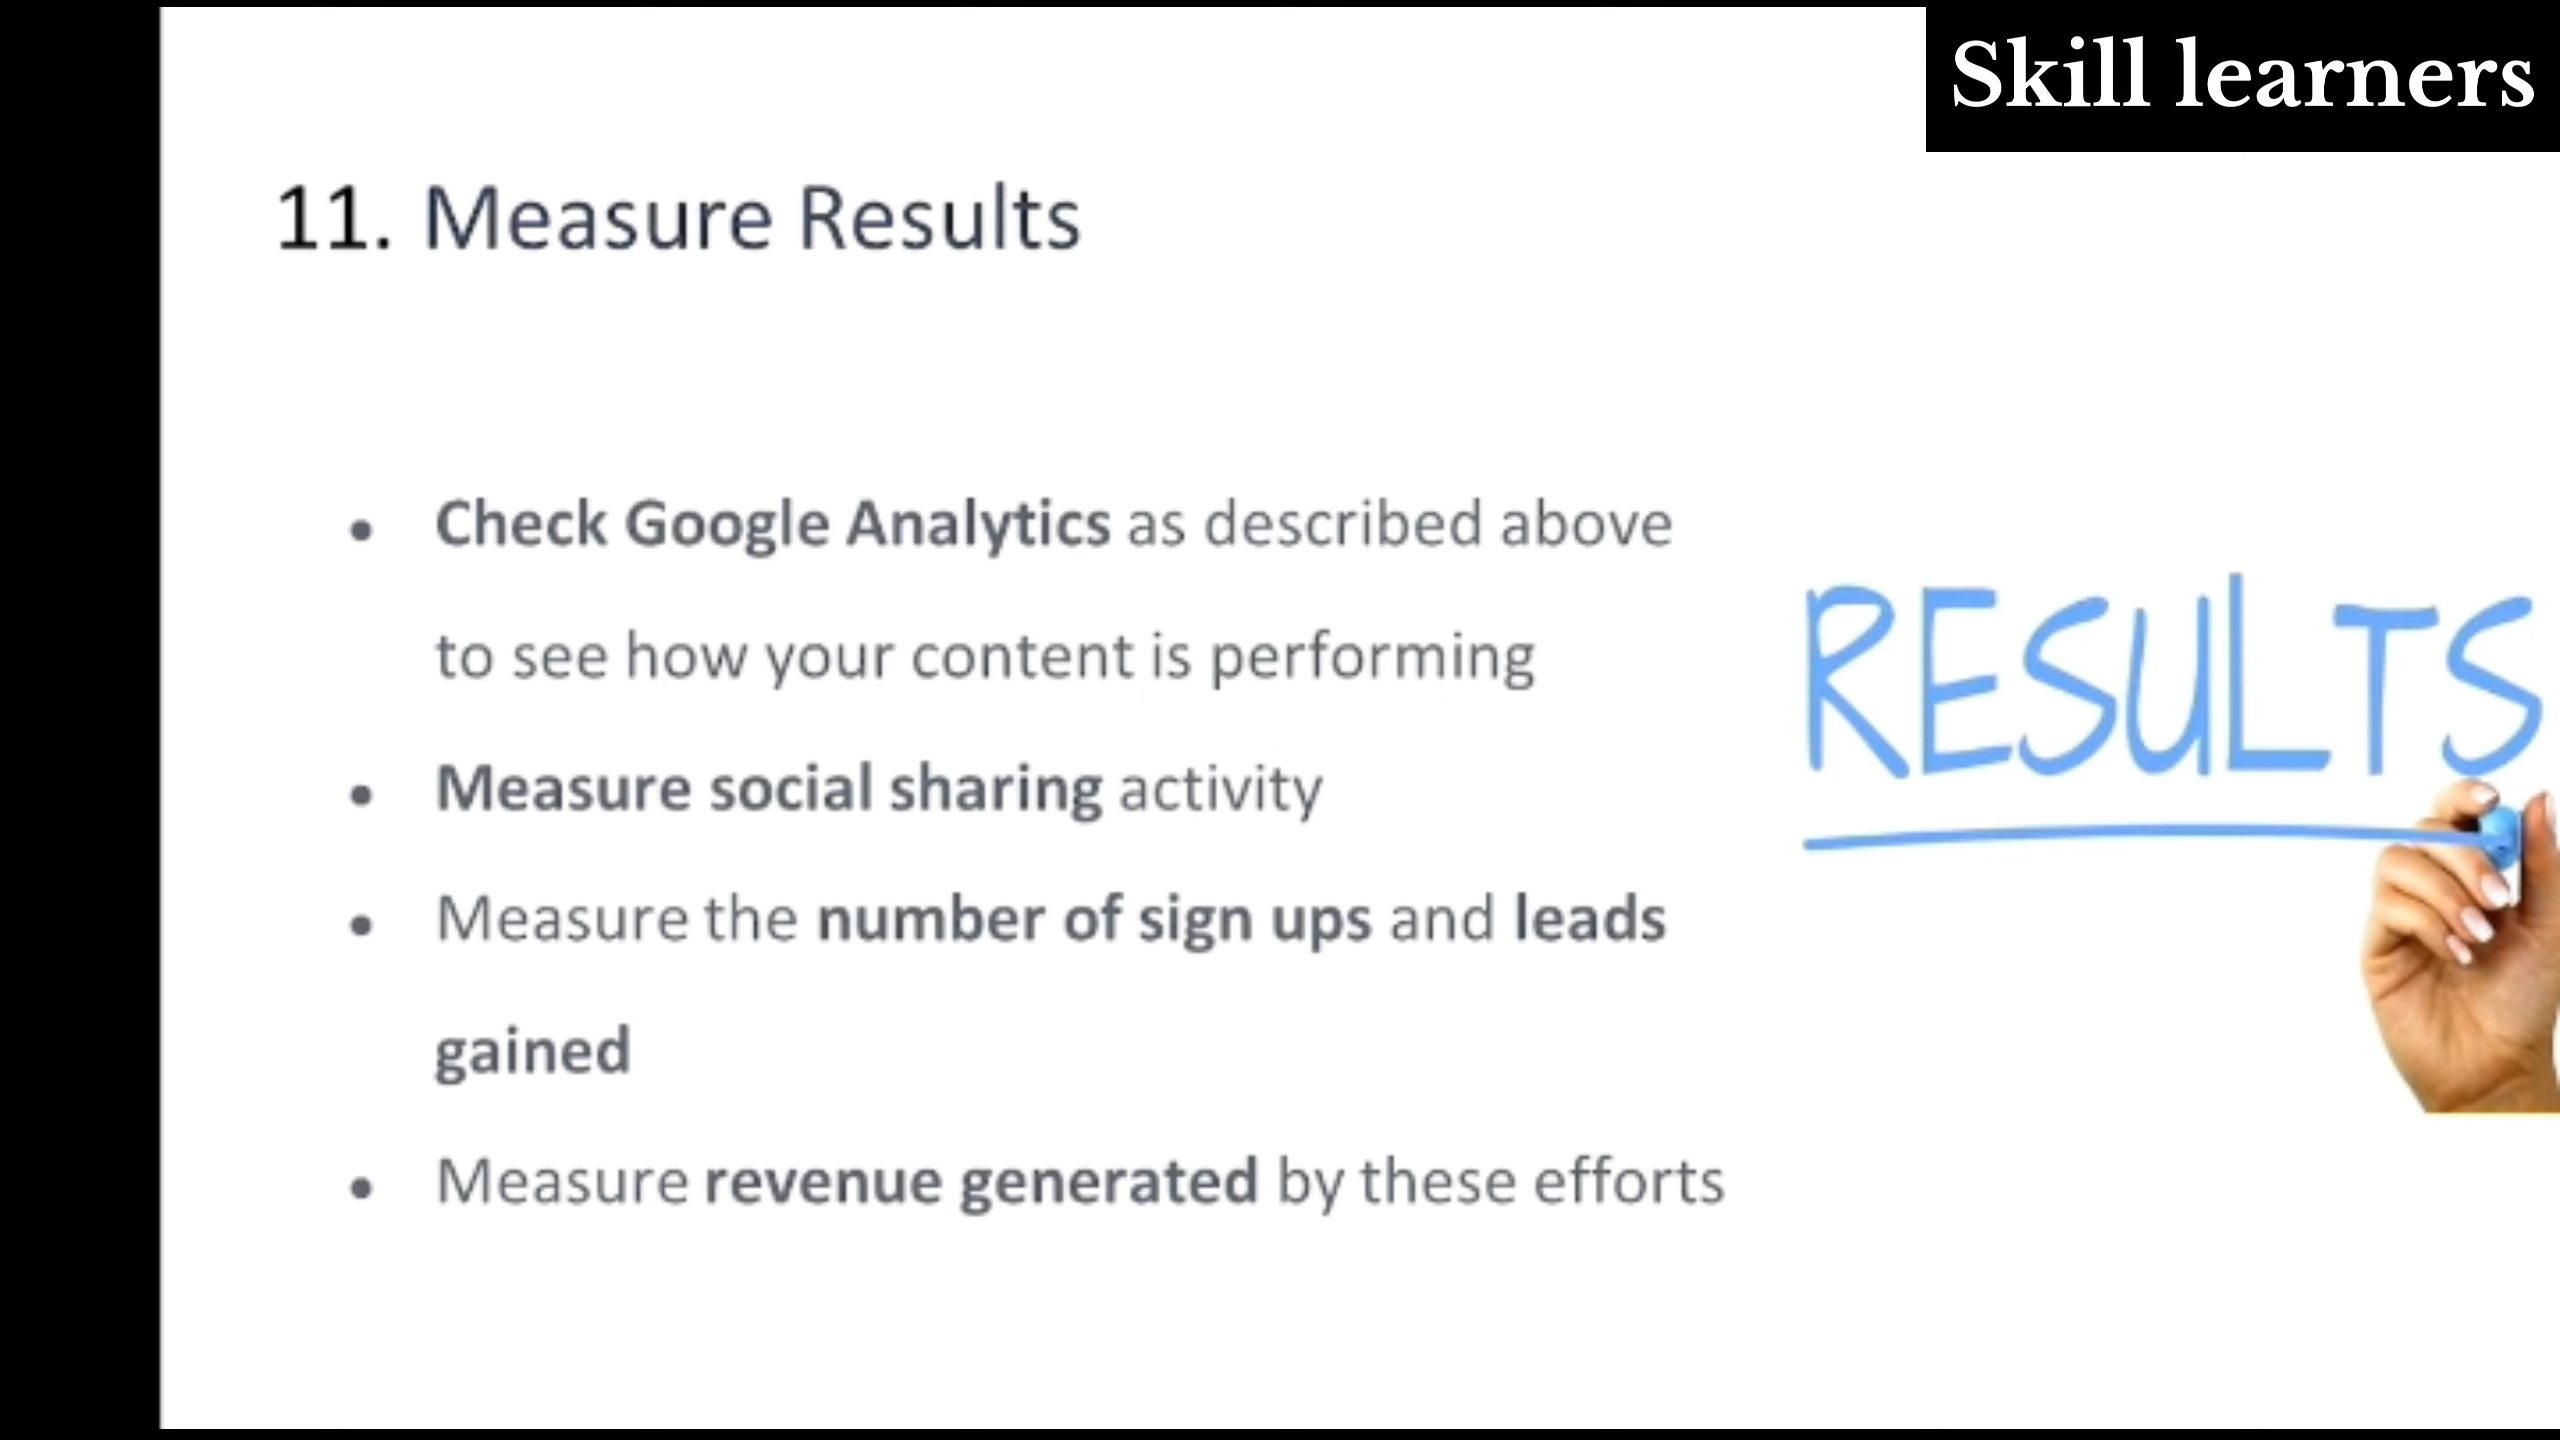 Skill learners
11. Measure Results
• Check Google Analytics as described above
to see how your content is performing
• Measure social sharing activity
• Measure the number of sign ups and leads
gained
• Measure revenue generated by these efforts
RESULTS